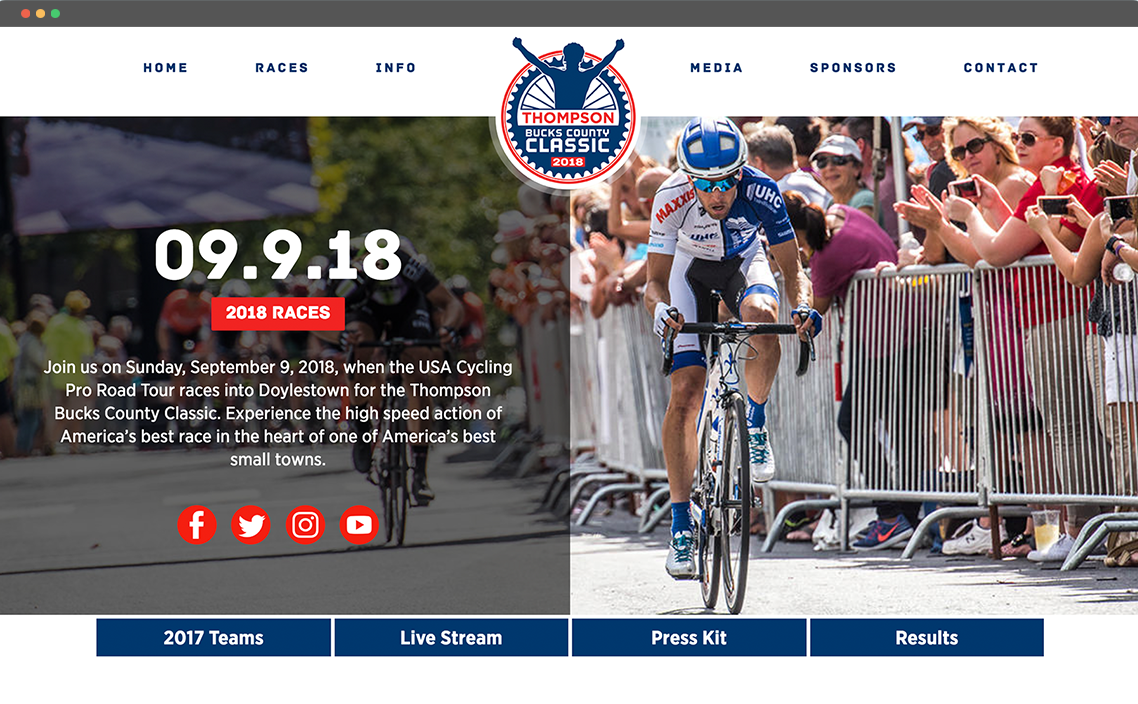 HOME
RACES
INFO
THOMPSON
BUCKS COUNTY
CLASSIC
2018
MEDIA
SPONSORS
CONTACT
09.9.18
2018 RACES
Join us on Sunday, September 9, 2018, when the USA Cycling
Pro Road Tour races into Doylestown for the Thompson
Bucks County Classic. Experience the high speed action of
America’s best race in the heart of one of America’s best
small towns.
MAXXIS
UHC
UHC
2017 Teams
Live Stream
Press Kit
Results